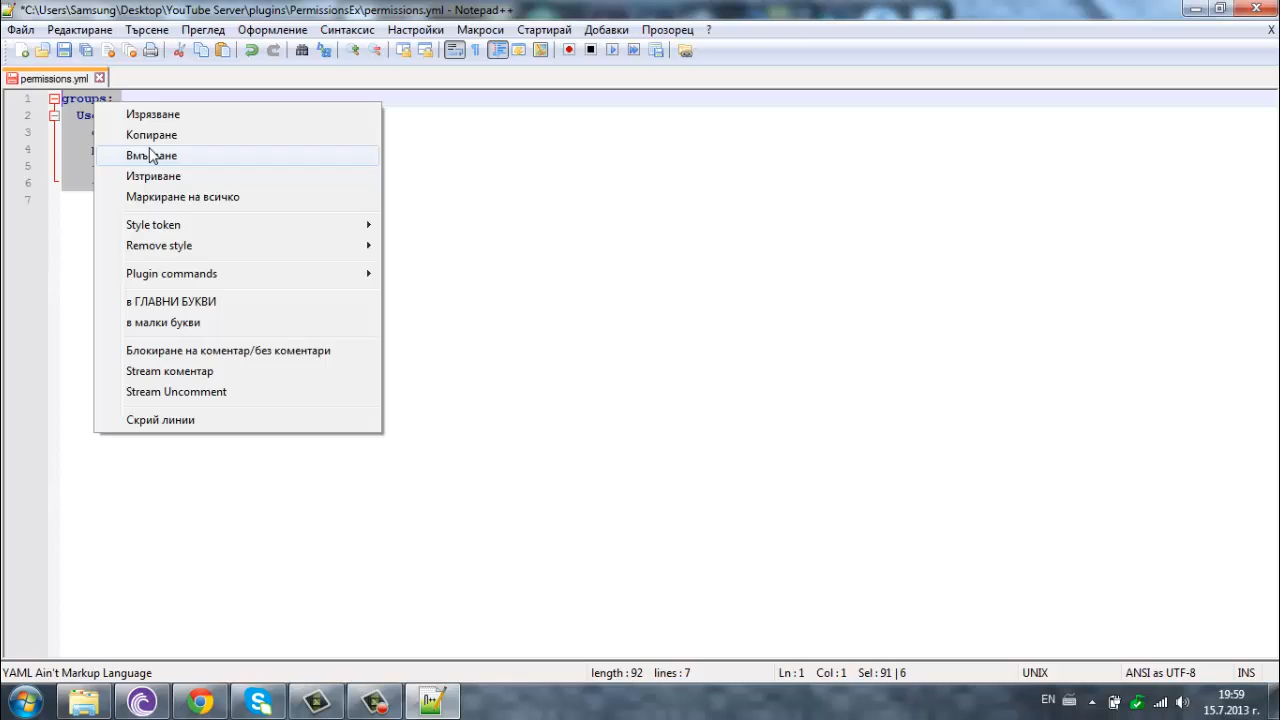 *C:\Users\Samsung\Desktop\YouTube Server\plugins\PermissionsEx\permissions.yml - Notepad++
Файл Редактиране Търсене Преглед Оформление Синтаксис Настройки Макроси Стартирай Добавки Прозорец ? X
permissions.yml
1 groups:
2
3
4
5
6
7
Изрязване
Копиране
Изтриване
Маркиране на всичко
Style token
Remove style
Plugin commands
в ГЛАВНИ БУКВИ
в малки букви
Блокиране на коментар/без коментари
Stream коментар
Stream Uncomment
Скрий линии
YAML Ain't Markup Language length : 92 lines : 7 Ln : 1 Col : 1 Sel : 91 | 6 UNIX ANSI as UTF-8 INS
EN 19:59
15.7.2013 г.